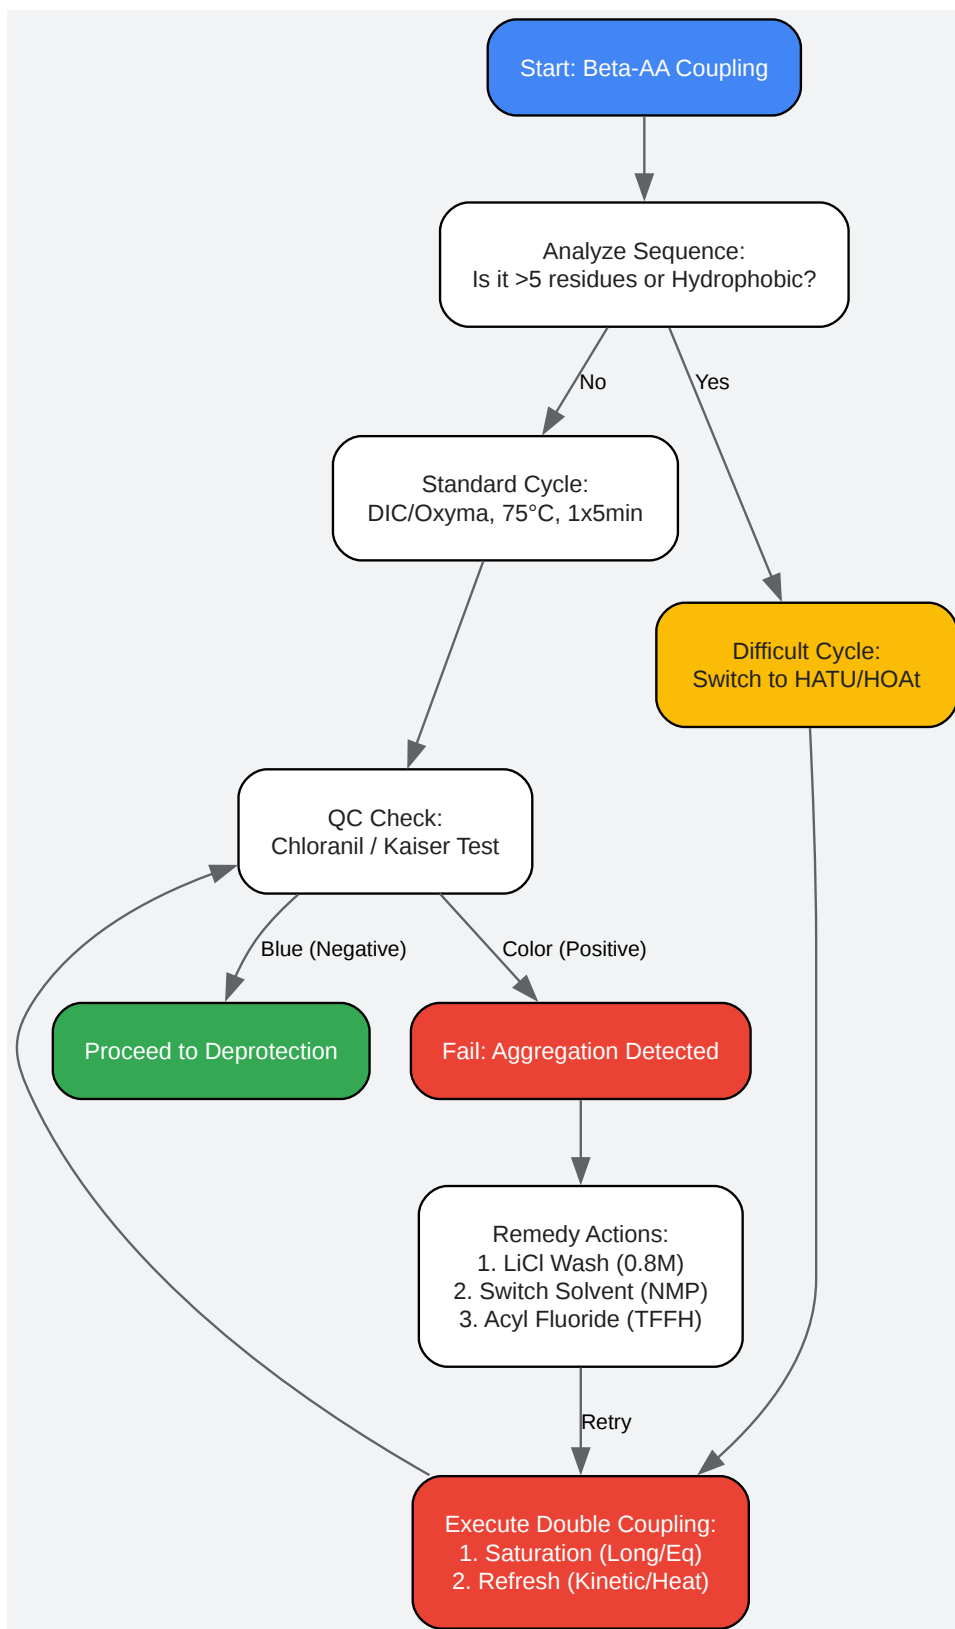 Start: Beta-AA Coupling
Analyze Sequence:
Is it >5 residues or Hydrophobic?
No
Yes
Standard Cycle:
DIC/Oxyma, 75°C, 1x5min
Difficult Cycle:
Switch to HATU/HOAt
QC Check:
Chloranil / Kaiser Test
Blue (Negative)
Color (Positive)
Proceed to Deprotection
Fail: Aggregation Detected
Remedy Actions:
1. LiCl Wash (0.8M)
2. Switch Solvent (NMP)
3. Acyl Fluoride (TFFH)
Retry
Execute Double Coupling:
1. Saturation (Long/Eq)
2. Refresh (Kinetic/Heat)